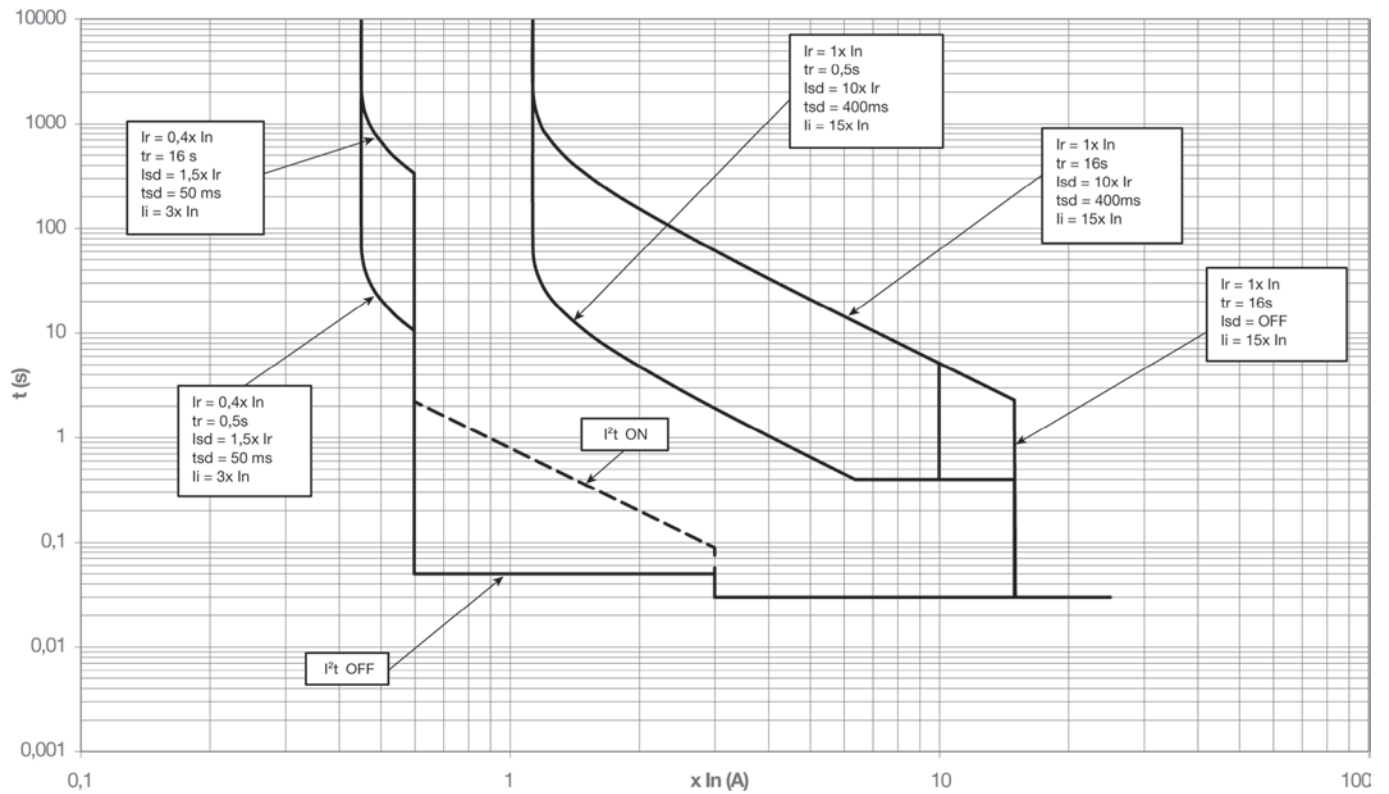 10000
1000
100
10
1
0,1
0,01
0,001
t (s)
0,1
1
10
100
x In (A)
Ir = 0,4x In
tr = 16 s
Isd = 1,5x Ir
tsd = 50 ms
Ii = 3x In
Ir = 1x In
tr = 0,5s
Isd = 10x Ir
tsd = 400ms
Ii = 15x In
Ir = 1x In
tr = 16s
Isd = 10x Ir
tsd = 400ms
Ii = 15x In
Ir = 1x In
tr = 16s
Isd = OFF
Ii = 15x In
Ir = 0,4x In
tr = 0,5s
Isd = 1,5x Ir
tsd = 50 ms
Ii = 3x In
I²t ON
I²t OFF